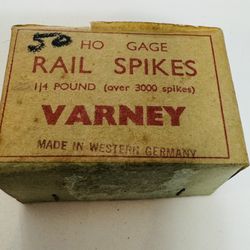 50 HO GAGE
RAIL SPIKES
1/4 POUND (over 3000 spikes)
VARNEY
MADE IN WESTERN GERMANY